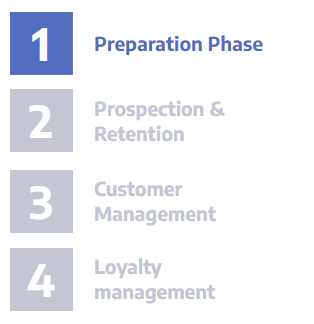 1
Preparation Phase
2
Prospection &
Retention
3
Customer
Management
4
Loyalty
management